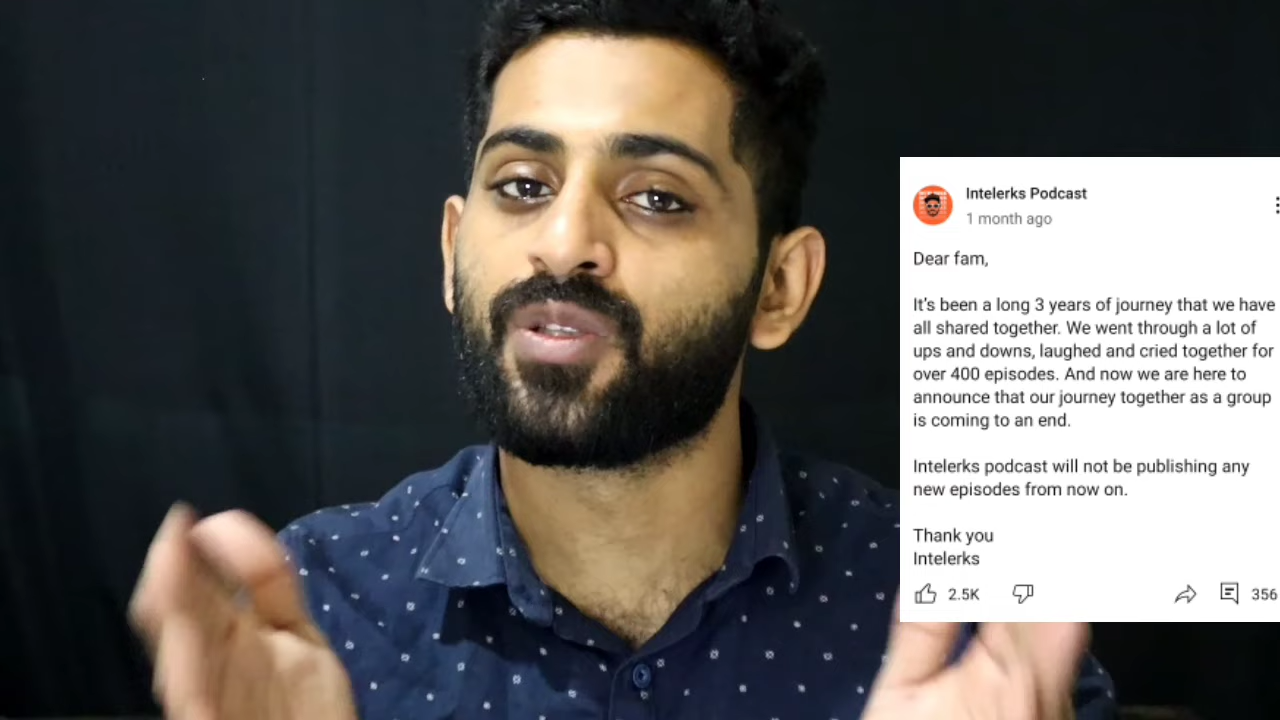 Intelerks Podcast
1 month ago
Dear fam,
It's been a long 3 years of journey that we have
all shared together. We went through a lot of
ups and downs, laughed and cried together for
over 400 episodes. And now we are here to
announce that our journey together as a group
is coming to an end.
Intelerks podcast will not be publishing any
new episodes from now on.
Thank you
Intelerks
2.5K
356